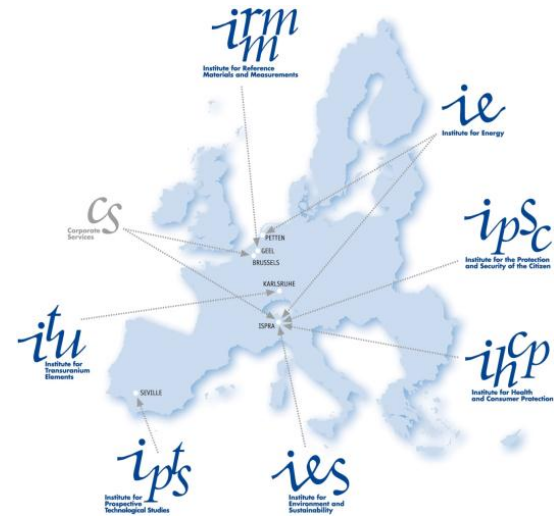 irmm
Institute for Reference
Materials and Measurements
ie
Institute for Energy
cs
Corporate
Services
ipsc
Institute for the Protection
and Security of the Citizen
PETTEN
GEEL
BRUSSELS
KARLSRUHE
ISPRA
SEVILLE
itu
Institute for
Transuranium
Elements
ihcp
Institute for Health
and Consumer Protection
ipts
Institute for
Prospective
Technological Studies
ies
Institute for
Environment and
Sustainability